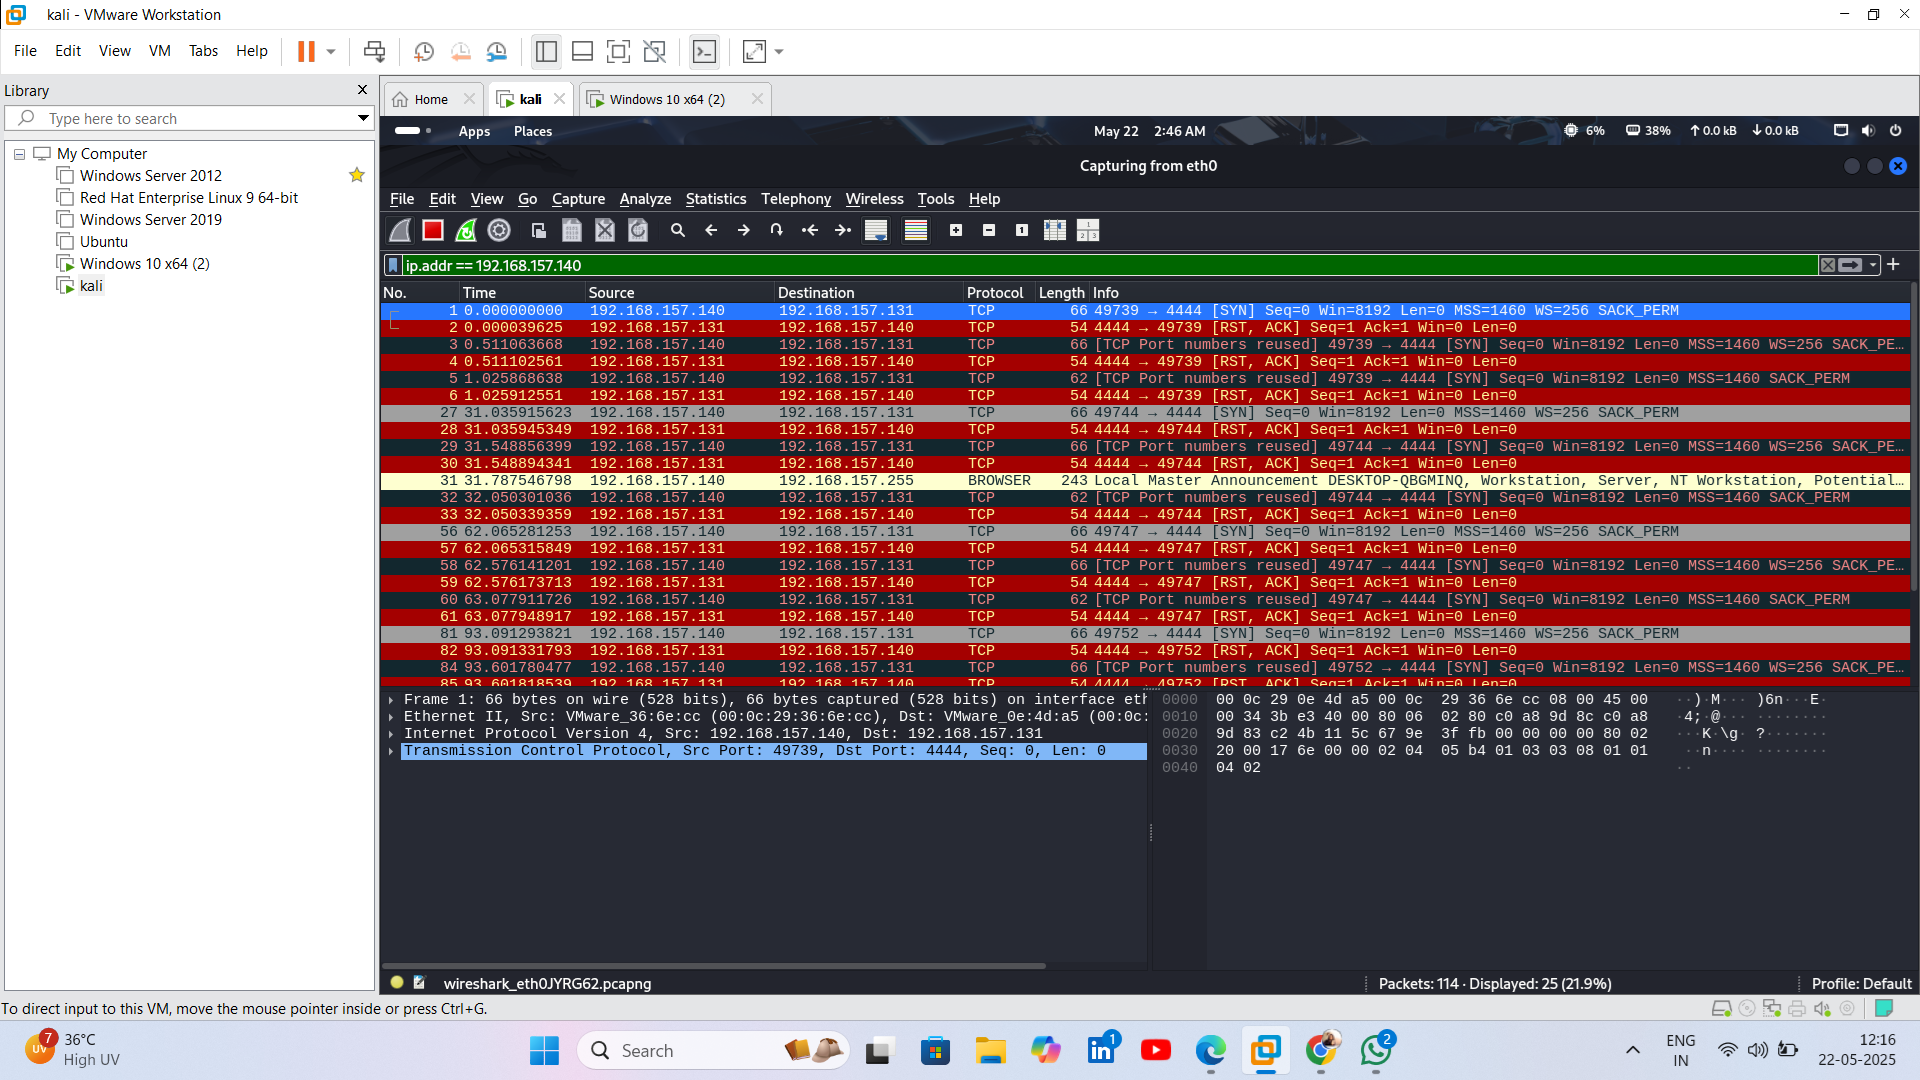 kali - VMware Workstation
File Edit View VM Tabs Help
Library
Type here to search
My Computer
Windows Server 2012
Red Hat Enterprise Linux 9 64-bit
Windows Server 2019
Ubuntu
Windows 10 x64 (2)
kali
Home kali Windows 10 x64 (2)
Apps Places May 22 2:46 AM 6% 38% 0.0 kB 0.0 kB
Capturing from eth0
File Edit View Go Capture Analyze Statistics Telephony Wireless Tools Help
ip.addr == 192.168.157.140
No. Time Source Destination Protocol Length Info
1 0.000000000 192.168.157.140 192.168.157.131 TCP 66 49739 → 4444 [SYN] Seq=0 Win=8192 Len=0 MSS=1460 WS=256 SACK_PERM
2 0.000039625 192.168.157.131 192.168.157.140 TCP 54 4444 → 49739 [RST, ACK] Seq=1 Ack=1 Win=0 Len=0
3 0.511063668 192.168.157.140 192.168.157.131 TCP 66 [TCP Port numbers reused] 49739 → 4444 [SYN] Seq=0 Win=8192 Len=0 MSS=1460 WS=256 SACK_PE…
4 0.511102561 192.168.157.131 192.168.157.140 TCP 54 4444 → 49739 [RST, ACK] Seq=1 Ack=1 Win=0 Len=0
5 1.025868638 192.168.157.140 192.168.157.131 TCP 62 [TCP Port numbers reused] 49739 → 4444 [SYN] Seq=0 Win=8192 Len=0 MSS=1460 SACK_PERM
6 1.025912551 192.168.157.131 192.168.157.140 TCP 54 4444 → 49739 [RST, ACK] Seq=1 Ack=1 Win=0 Len=0
27 31.035915623 192.168.157.140 192.168.157.131 TCP 66 49744 → 4444 [SYN] Seq=0 Win=8192 Len=0 MSS=1460 WS=256 SACK_PERM
28 31.035945349 192.168.157.131 192.168.157.140 TCP 54 4444 → 49744 [RST, ACK] Seq=1 Ack=1 Win=0 Len=0
29 31.548856399 192.168.157.140 192.168.157.131 TCP 66 [TCP Port numbers reused] 49744 → 4444 [SYN] Seq=0 Win=8192 Len=0 MSS=1460 WS=256 SACK_PE…
30 31.548894341 192.168.157.131 192.168.157.140 TCP 54 4444 → 49744 [RST, ACK] Seq=1 Ack=1 Win=0 Len=0
31 31.787546798 192.168.157.140 192.168.157.255 BROWSER 243 Local Master Announcement DESKTOP-QBGMINQ, Workstation, Server, NT Workstation, Potential…
32 32.050301036 192.168.157.140 192.168.157.131 TCP 62 [TCP Port numbers reused] 49744 → 4444 [SYN] Seq=0 Win=8192 Len=0 MSS=1460 SACK_PERM
33 32.050339359 192.168.157.131 192.168.157.140 TCP 54 4444 → 49744 [RST, ACK] Seq=1 Ack=1 Win=0 Len=0
56 62.065281253 192.168.157.140 192.168.157.131 TCP 66 49747 → 4444 [SYN] Seq=0 Win=8192 Len=0 MSS=1460 WS=256 SACK_PERM
57 62.065315849 192.168.157.131 192.168.157.140 TCP 54 4444 → 49747 [RST, ACK] Seq=1 Ack=1 Win=0 Len=0
58 62.576141201 192.168.157.140 192.168.157.131 TCP 66 [TCP Port numbers reused] 49747 → 4444 [SYN] Seq=0 Win=8192 Len=0 MSS=1460 WS=256 SACK_PE…
59 62.576173713 192.168.157.131 192.168.157.140 TCP 54 4444 → 49747 [RST, ACK] Seq=1 Ack=1 Win=0 Len=0
60 63.077911726 192.168.157.140 192.168.157.131 TCP 62 [TCP Port numbers reused] 49747 → 4444 [SYN] Seq=0 Win=8192 Len=0 MSS=1460 SACK_PERM
61 63.077948917 192.168.157.131 192.168.157.140 TCP 54 4444 → 49747 [RST, ACK] Seq=1 Ack=1 Win=0 Len=0
81 93.091293821 192.168.157.140 192.168.157.131 TCP 66 49752 → 4444 [SYN] Seq=0 Win=8192 Len=0 MSS=1460 WS=256 SACK_PERM
82 93.091331793 192.168.157.131 192.168.157.140 TCP 54 4444 → 49752 [RST, ACK] Seq=1 Ack=1 Win=0 Len=0
84 93.601780477 192.168.157.140 192.168.157.131 TCP 66 [TCP Port numbers reused] 49752 → 4444 [SYN] Seq=0 Win=8192 Len=0 MSS=1460 WS=256 SACK_PE…
85 93.601818539 192.168.157.131 192.168.157.140 TCP 54 4444 → 49752 [RST, ACK] Seq=1 Ack=1 Win=0 Len=0
Frame 1: 66 bytes on wire (528 bits), 66 bytes captured (528 bits) on interface eth
Ethernet II, Src: VMware_36:6e:cc (00:0c:29:36:6e:cc), Dst: VMware_0e:4d:a5 (00:0c:
Internet Protocol Version 4, Src: 192.168.157.140, Dst: 192.168.157.131
Transmission Control Protocol, Src Port: 49739, Dst Port: 4444, Seq: 0, Len: 0
0000 00 0c 29 0e 4d a5 00 0c 29 36 6e cc 08 00 45 00 ··)·M··· )6n···E·
0010 00 34 3b e3 40 00 80 06 02 80 c0 a8 9d 8c c0 a8 ·4;·@··· ········
0020 9d 83 c2 4b 11 5c 67 9e 3f fb 00 00 00 00 80 02 ···K·\g· ?·······
0030 20 00 17 6e 00 00 02 04 05 b4 01 03 03 08 01 01 ··n···· ········
0040 04 02 ··
wireshark_eth0JYRG62.pcapng Packets: 114 · Displayed: 25 (21.9%) Profile: Default
To direct input to this VM, move the mouse pointer inside or press Ctrl+G.
UV 7 36°C
High UV
Search
1
2
ENG
IN
12:16
22-05-2025